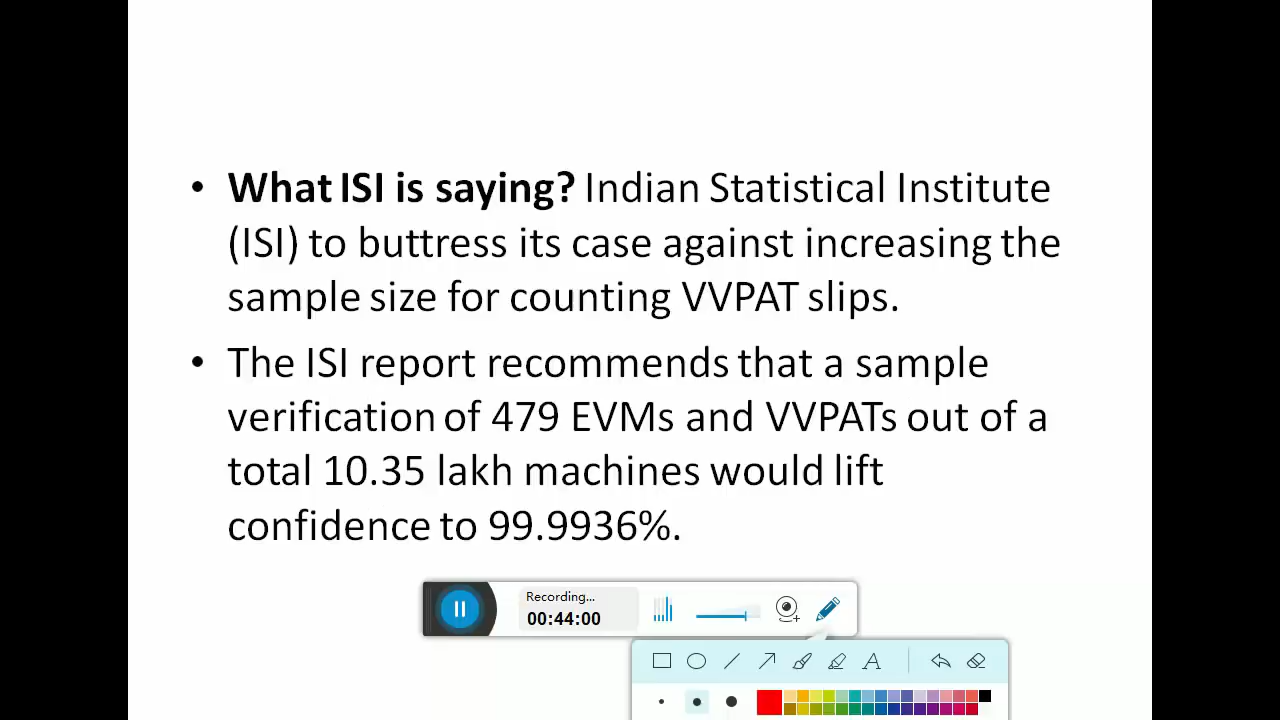 • What ISI is saying? Indian Statistical Institute
(ISI) to buttress its case against increasing the
sample size for counting VVPAT slips.
• The ISI report recommends that a sample
verification of 479 EVMs and VVPATs out of a
total 10.35 lakh machines would lift
confidence to 99.9936%.
Recording...
00:44:00
A